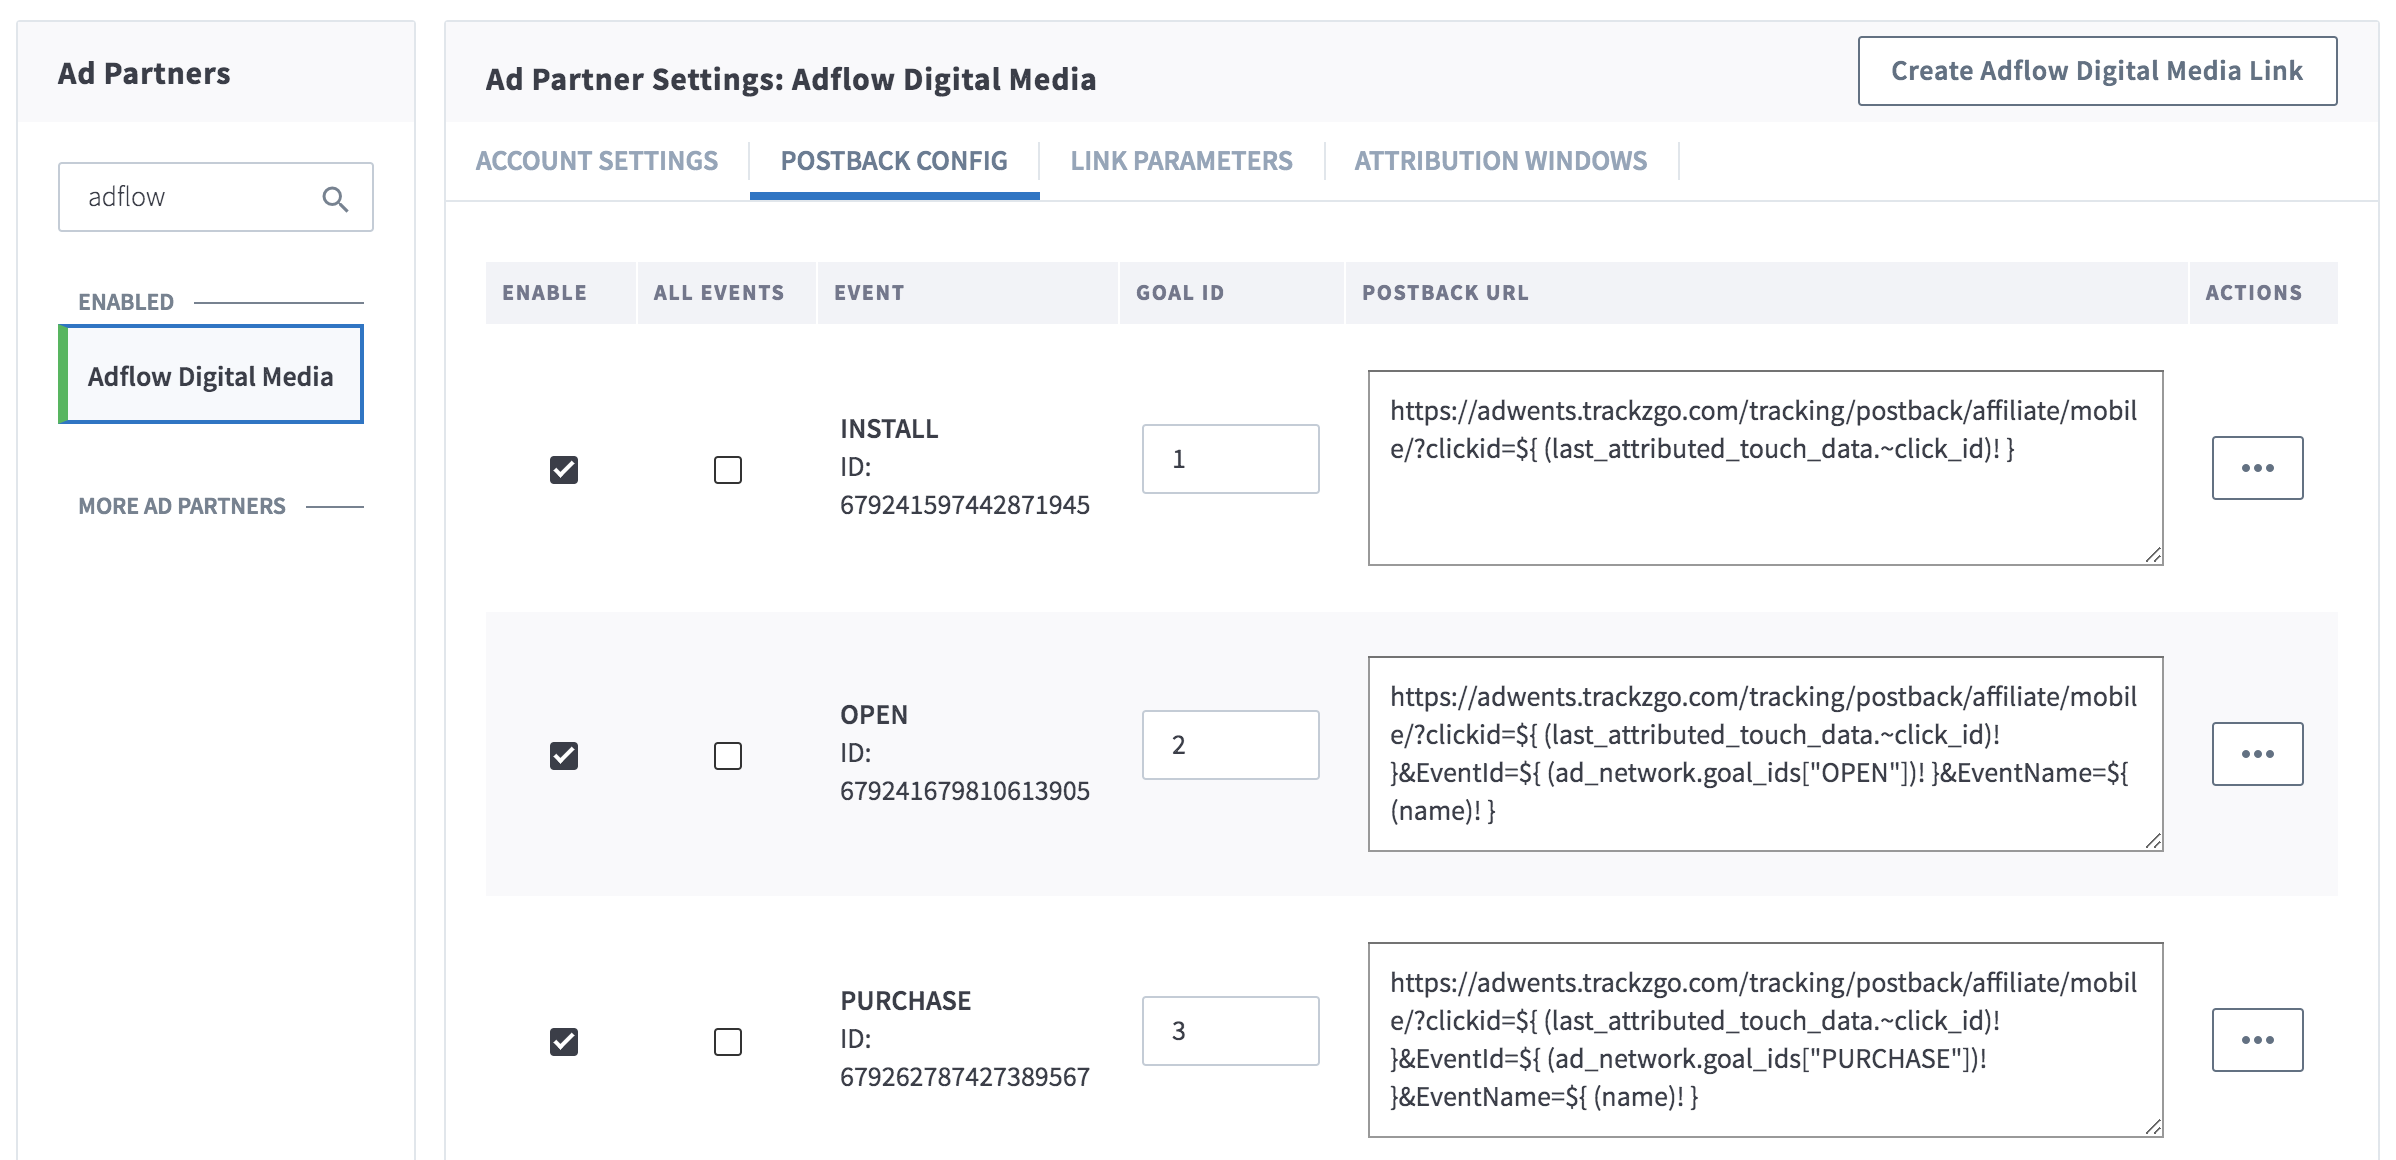 Ad Partners
adflow
ENABLED
Adflow Digital Media
MORE AD PARTNERS
Ad Partner Settings: Adflow Digital Media
Create Adflow Digital Media Link
ACCOUNT SETTINGS
POSTBACK CONFIG
LINK PARAMETERS
ATTRIBUTION WINDOWS
ENABLE
ALL EVENTS
EVENT
GOAL ID
POSTBACK URL
ACTIONS
INSTALL
ID:
679241597442871945
1
https://adwents.trackzgo.com/tracking/postback/affiliate/mobil
e/?clickid=${ (last_attributed_touch_data.~click_id)! }
OPEN
ID:
679241679810613905
2
https://adwents.trackzgo.com/tracking/postback/affiliate/mobil
e/?clickid=${ (last_attributed_touch_data.~click_id)!
}&EventId=${ (ad_network.goal_ids["OPEN"])! }&EventName=${
(name)! }
PURCHASE
ID:
679262787427389567
3
https://adwents.trackzgo.com/tracking/postback/affiliate/mobil
e/?clickid=${ (last_attributed_touch_data.~click_id)!
}&EventId=${ (ad_network.goal_ids["PURCHASE"])!
}&EventName=${ (name)! }